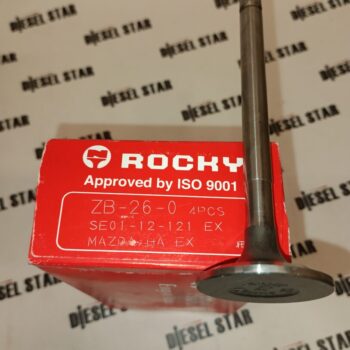 DIESEL STAR
ROCKY
Approved by ISO 9001
ZB-26-0 4PCS
SE01-12-121 EX
MAZDA HA EX